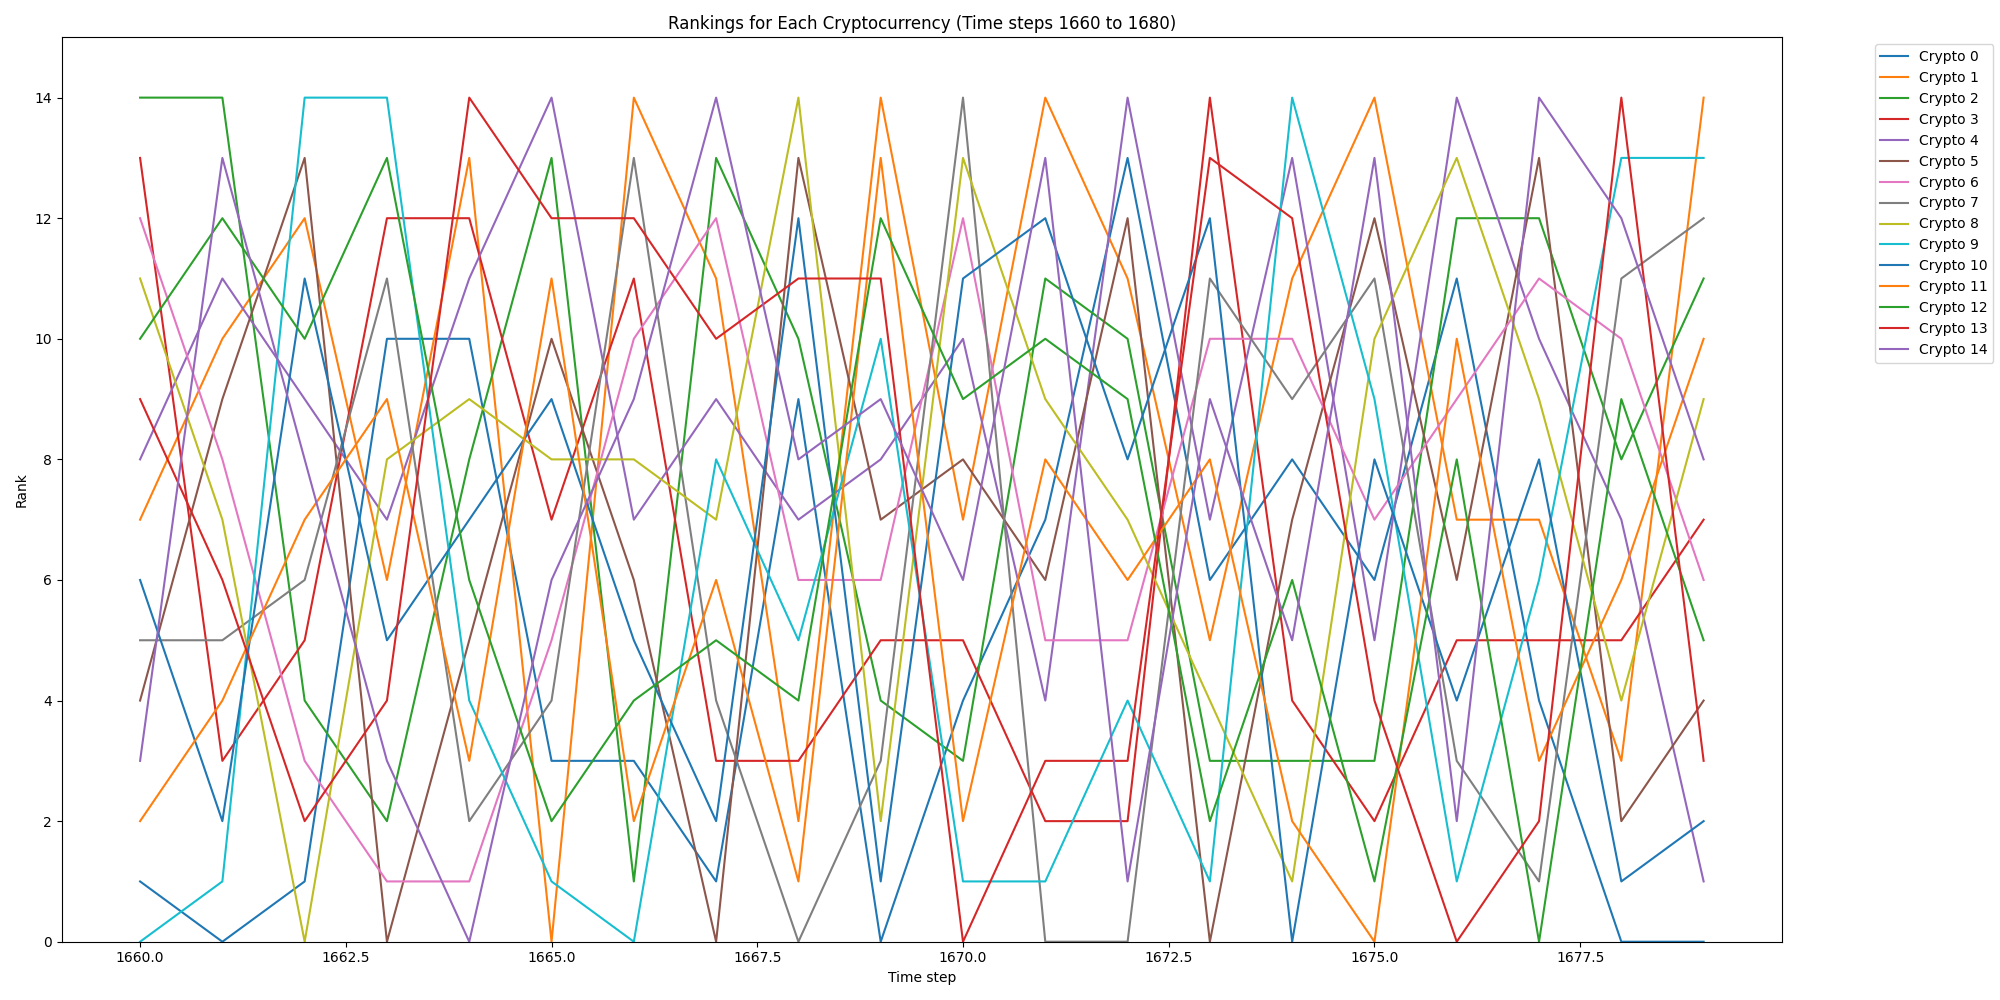 Rankings for Each Cryptocurrency (Time steps 1660 to 1680)
Rank
14
12
10
8
6
4
2
0
1660.0 1662.5 1665.0 1667.5 1670.0 1672.5 1675.0 1677.5
Time step
Crypto 0
Crypto 1
Crypto 2
Crypto 3
Crypto 4
Crypto 5
Crypto 6
Crypto 7
Crypto 8
Crypto 9
Crypto 10
Crypto 11
Crypto 12
Crypto 13
Crypto 14